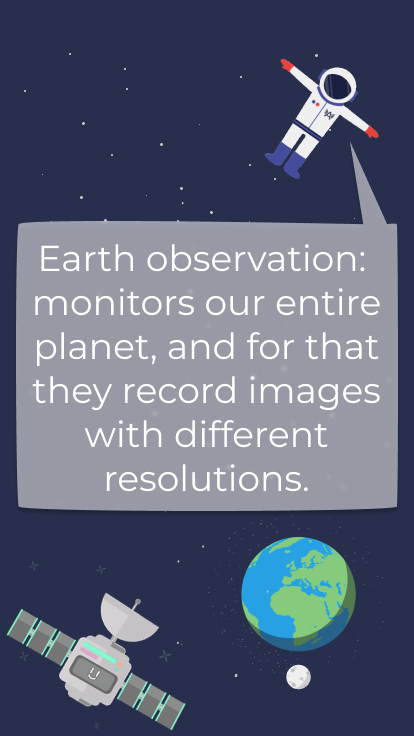 Earth observation:
monitors our entire
planet, and for that
they record images
with different
resolutions.